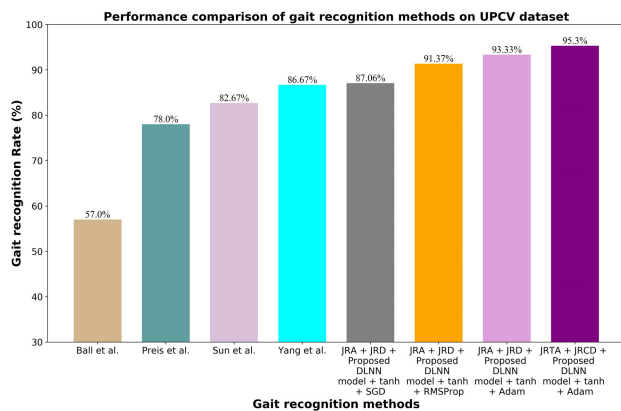 Performance comparison of gait recognition methods on UPCV dataset
Gait recognition Rate (%)
100
90
80
70
60
50
40
30
57.0%
78.0%
82.67%
86.67%
87.06%
91.37%
93.33%
95.3%
Ball et al.
Preis et al.
Sun et al.
Yang et al.
JRA + JRD +
Proposed
DLNN
model + tanh
+ SGD
JRA + JRD +
Proposed
DLNN
model + tanh
+ RMSProp
JRA + JRD +
Proposed
DLNN
model + tanh
+ Adam
JRTA + JRCD +
Proposed
DLNN
model + tanh
+ Adam
Gait recognition methods